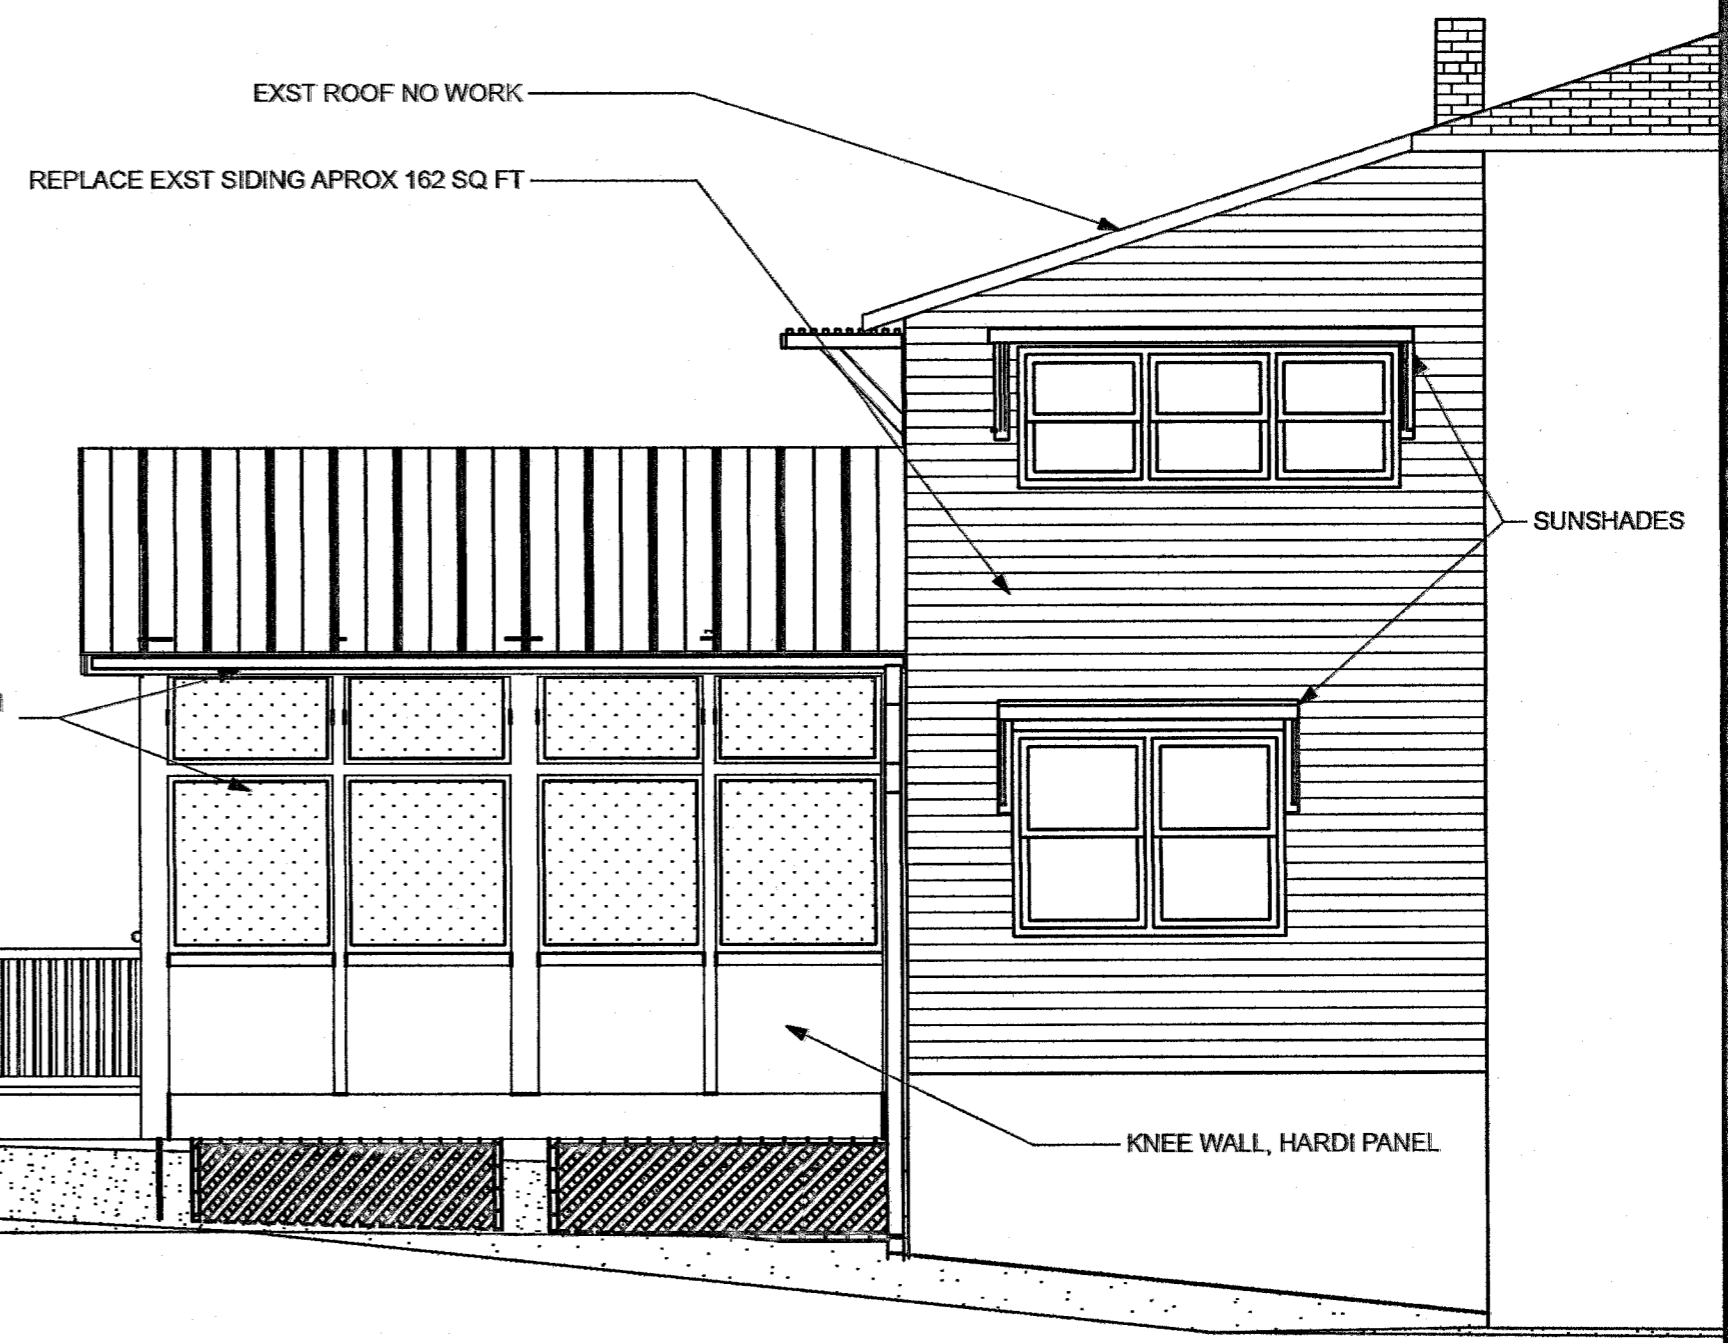 EXST ROOF NO WORK
REPLACE EXST SIDING APROX 162 SQ FT
SUNSHADES
KNEE WALL, HARDI PANEL